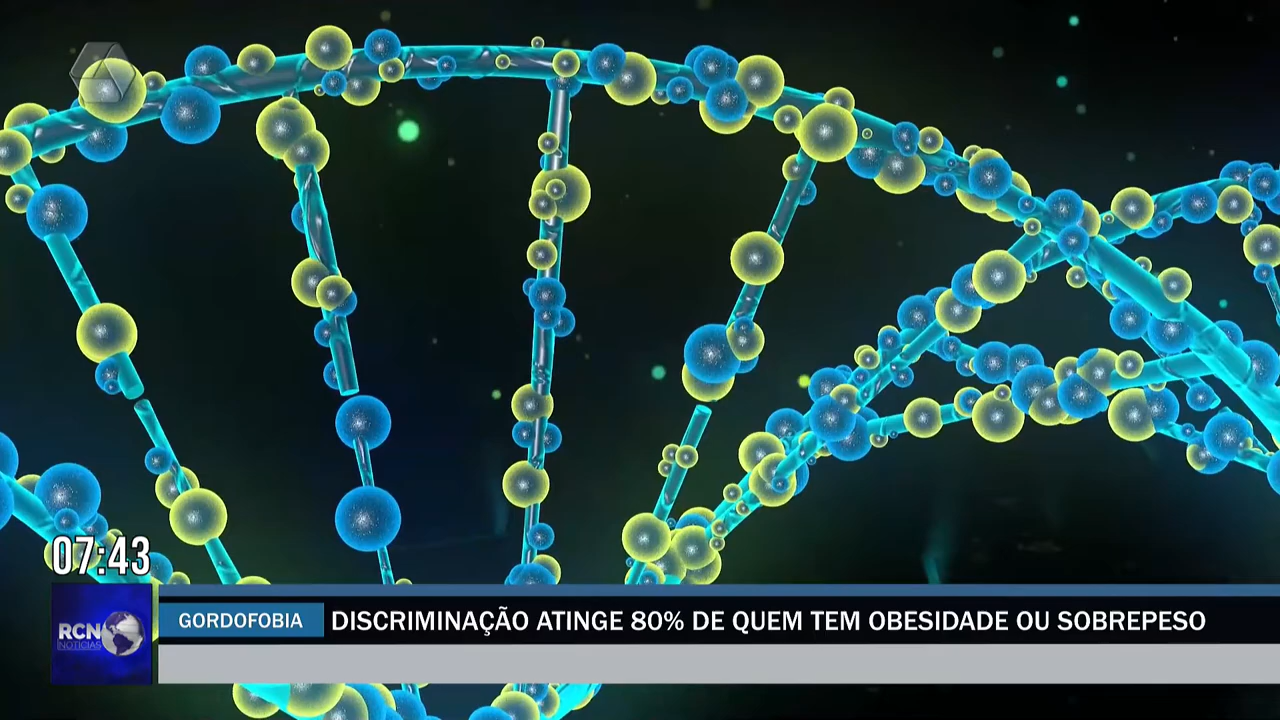 07:43
RCN
NOTÍCIAS
GORDOFOBIA
DISCRIMINAÇÃO ATINGE 80% DE QUEM TEM OBESIDADE OU SOBREPESO